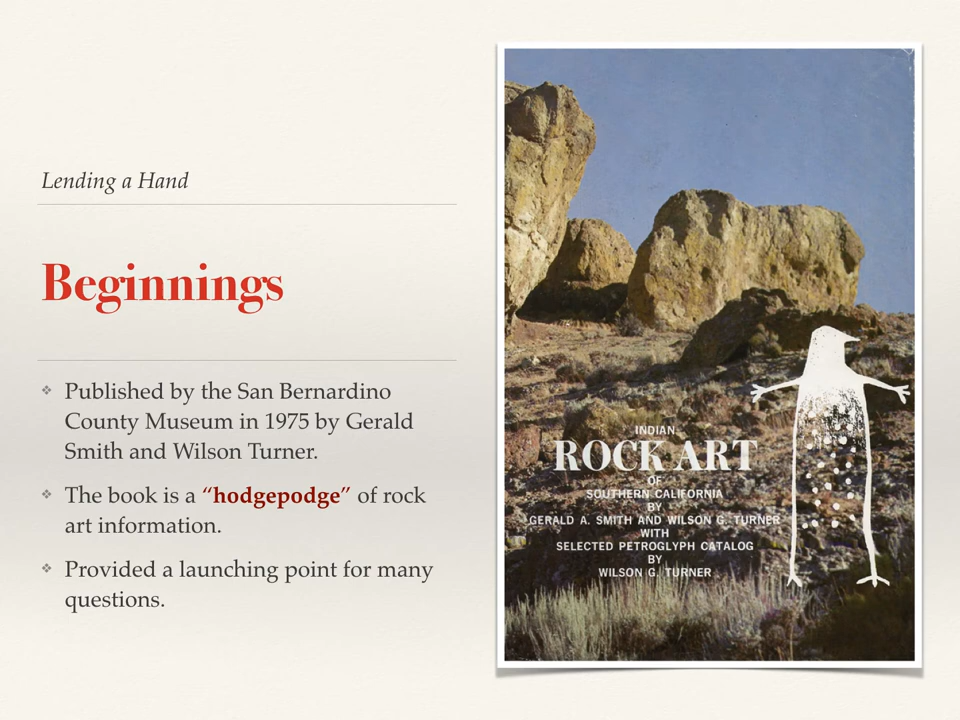 Lending a Hand
Beginnings
❖ Published by the San Bernardino
County Museum in 1975 by Gerald
Smith and Wilson Turner.
❖ The book is a “hodgepodge” of rock
art information.
❖ Provided a launching point for many
questions.
INDIAN
ROCK ART
OF
SOUTHERN CALIFORNIA
BY
GERALD A. SMITH AND WILSON G. TURNER
WITH
SELECTED PETROGLYPH CATALOG
BY
WILSON G. TURNER